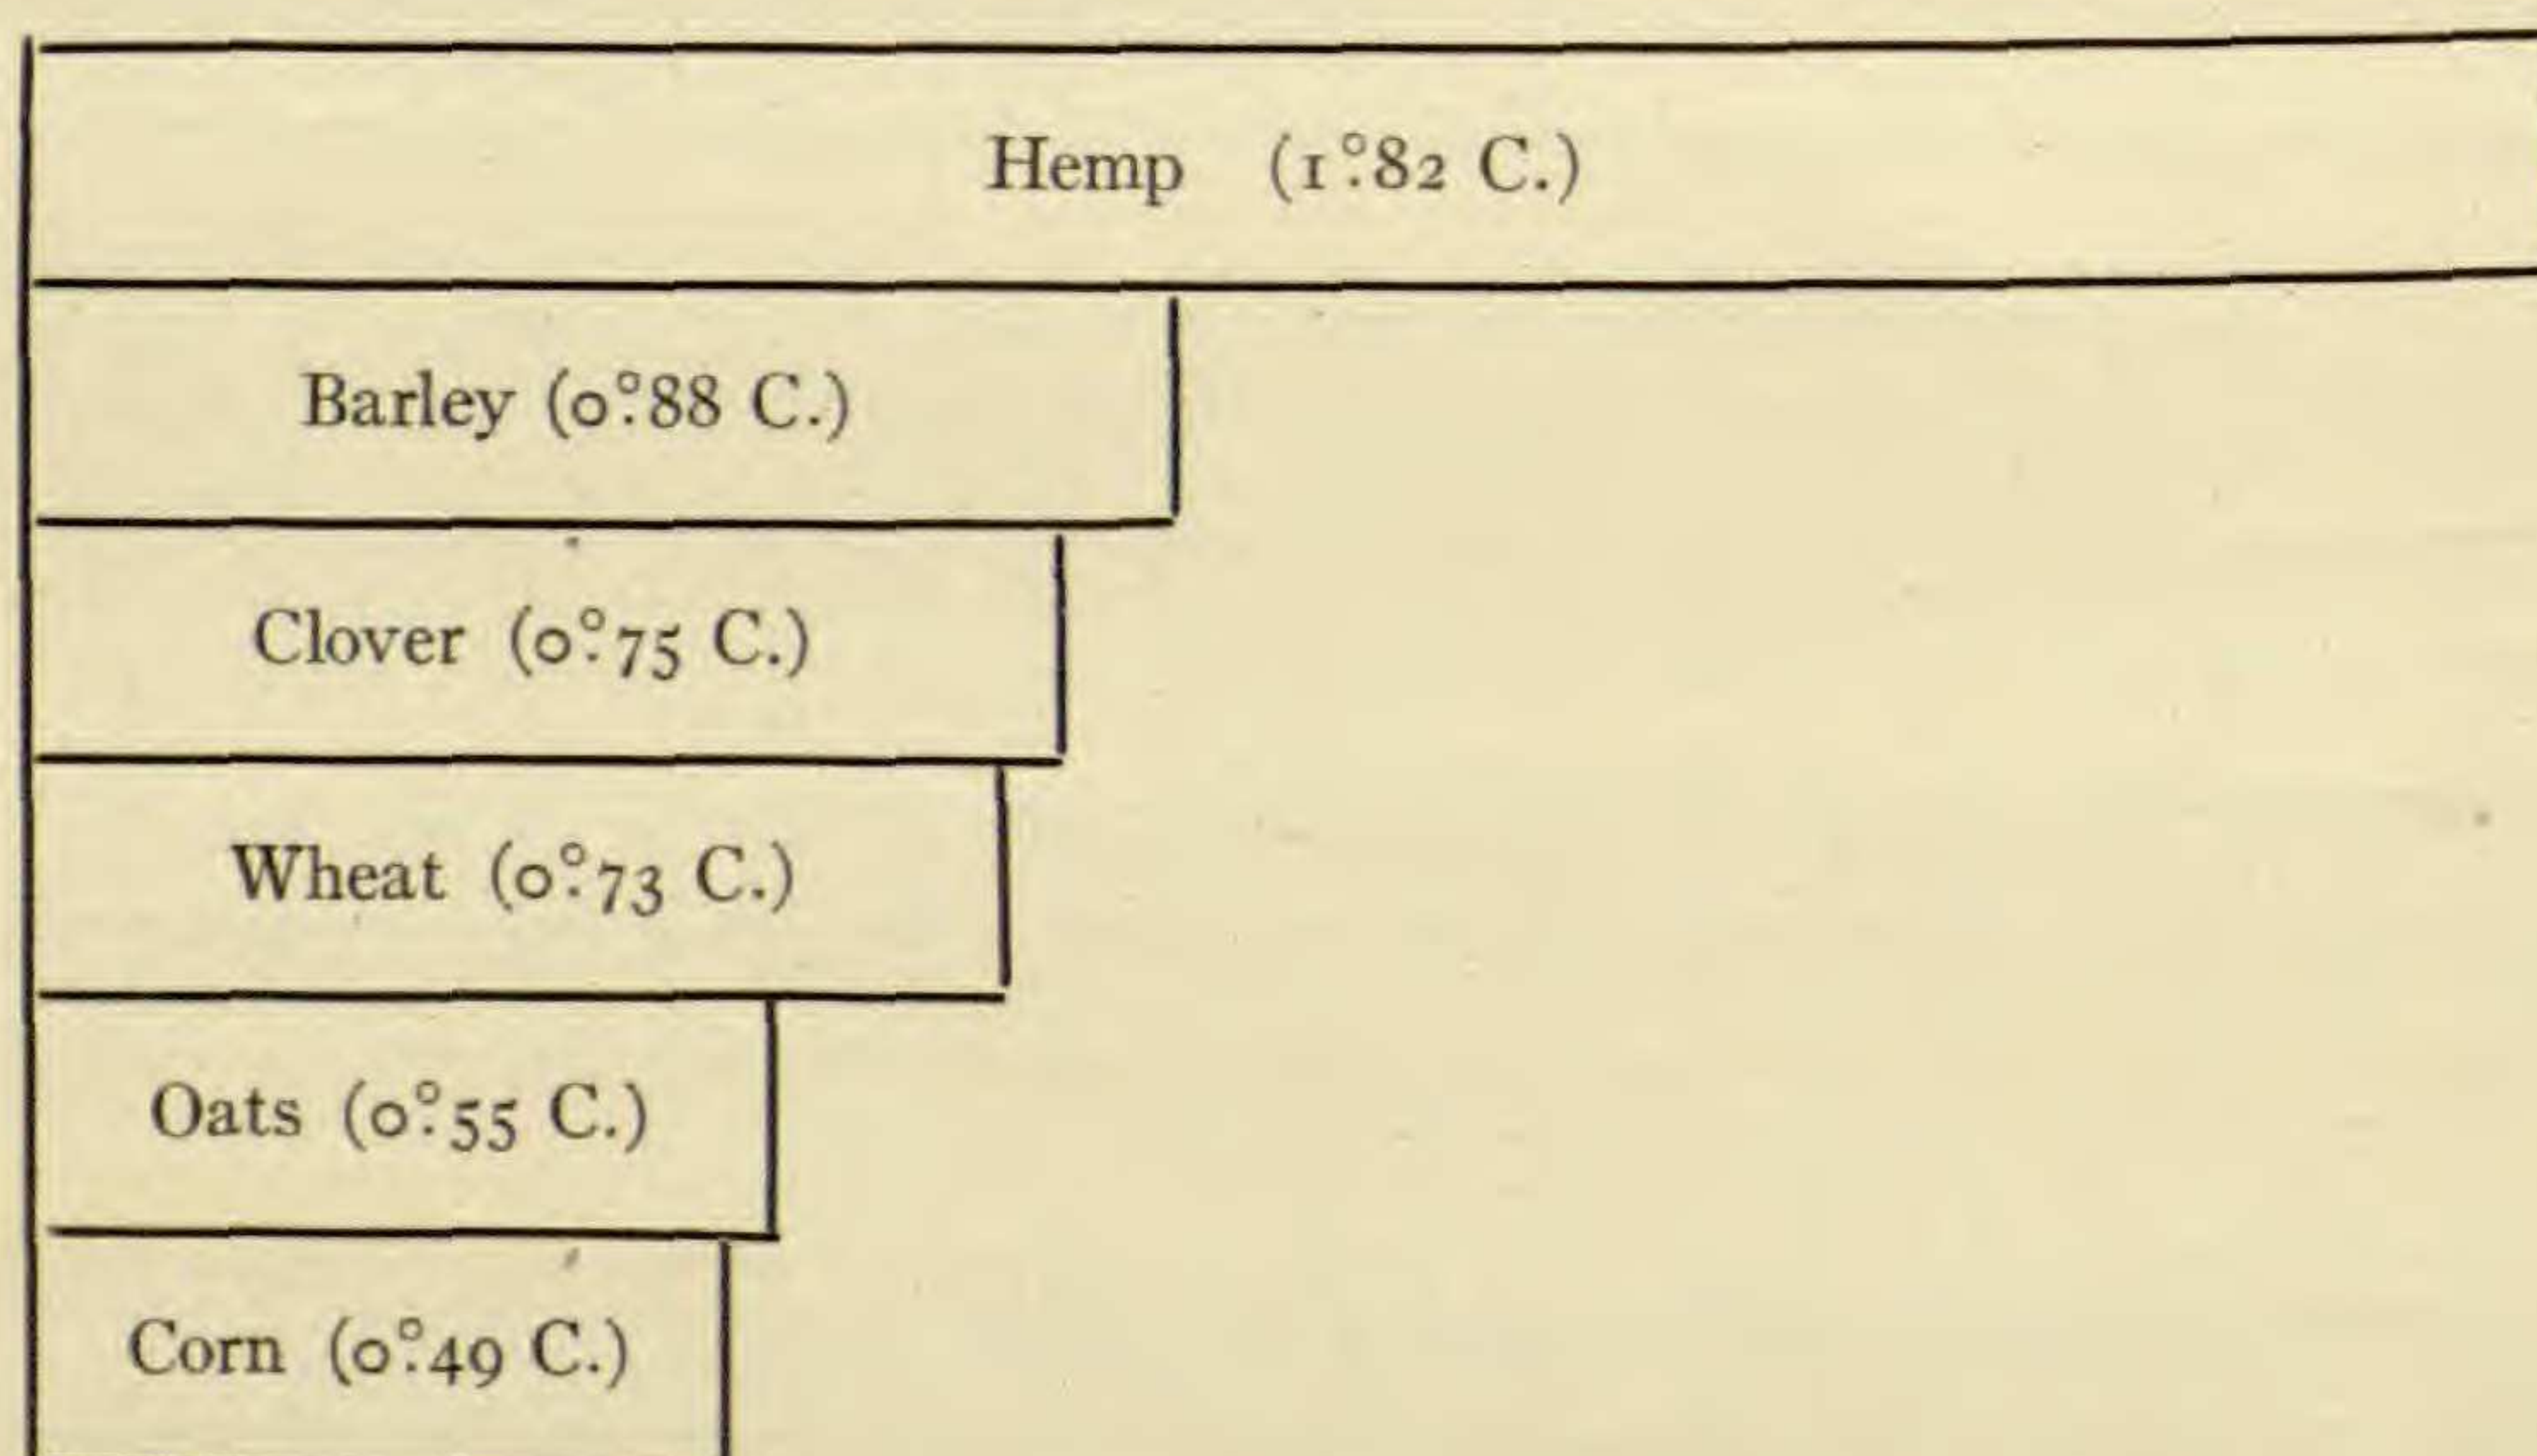 Hemp (1°.82 C.)
Barley (0°.88 C.)
Clover (0°.75 C.)
Wheat (0°.73 C.)
Oats (0°.55 C.)
Corn (0°.49 C.)